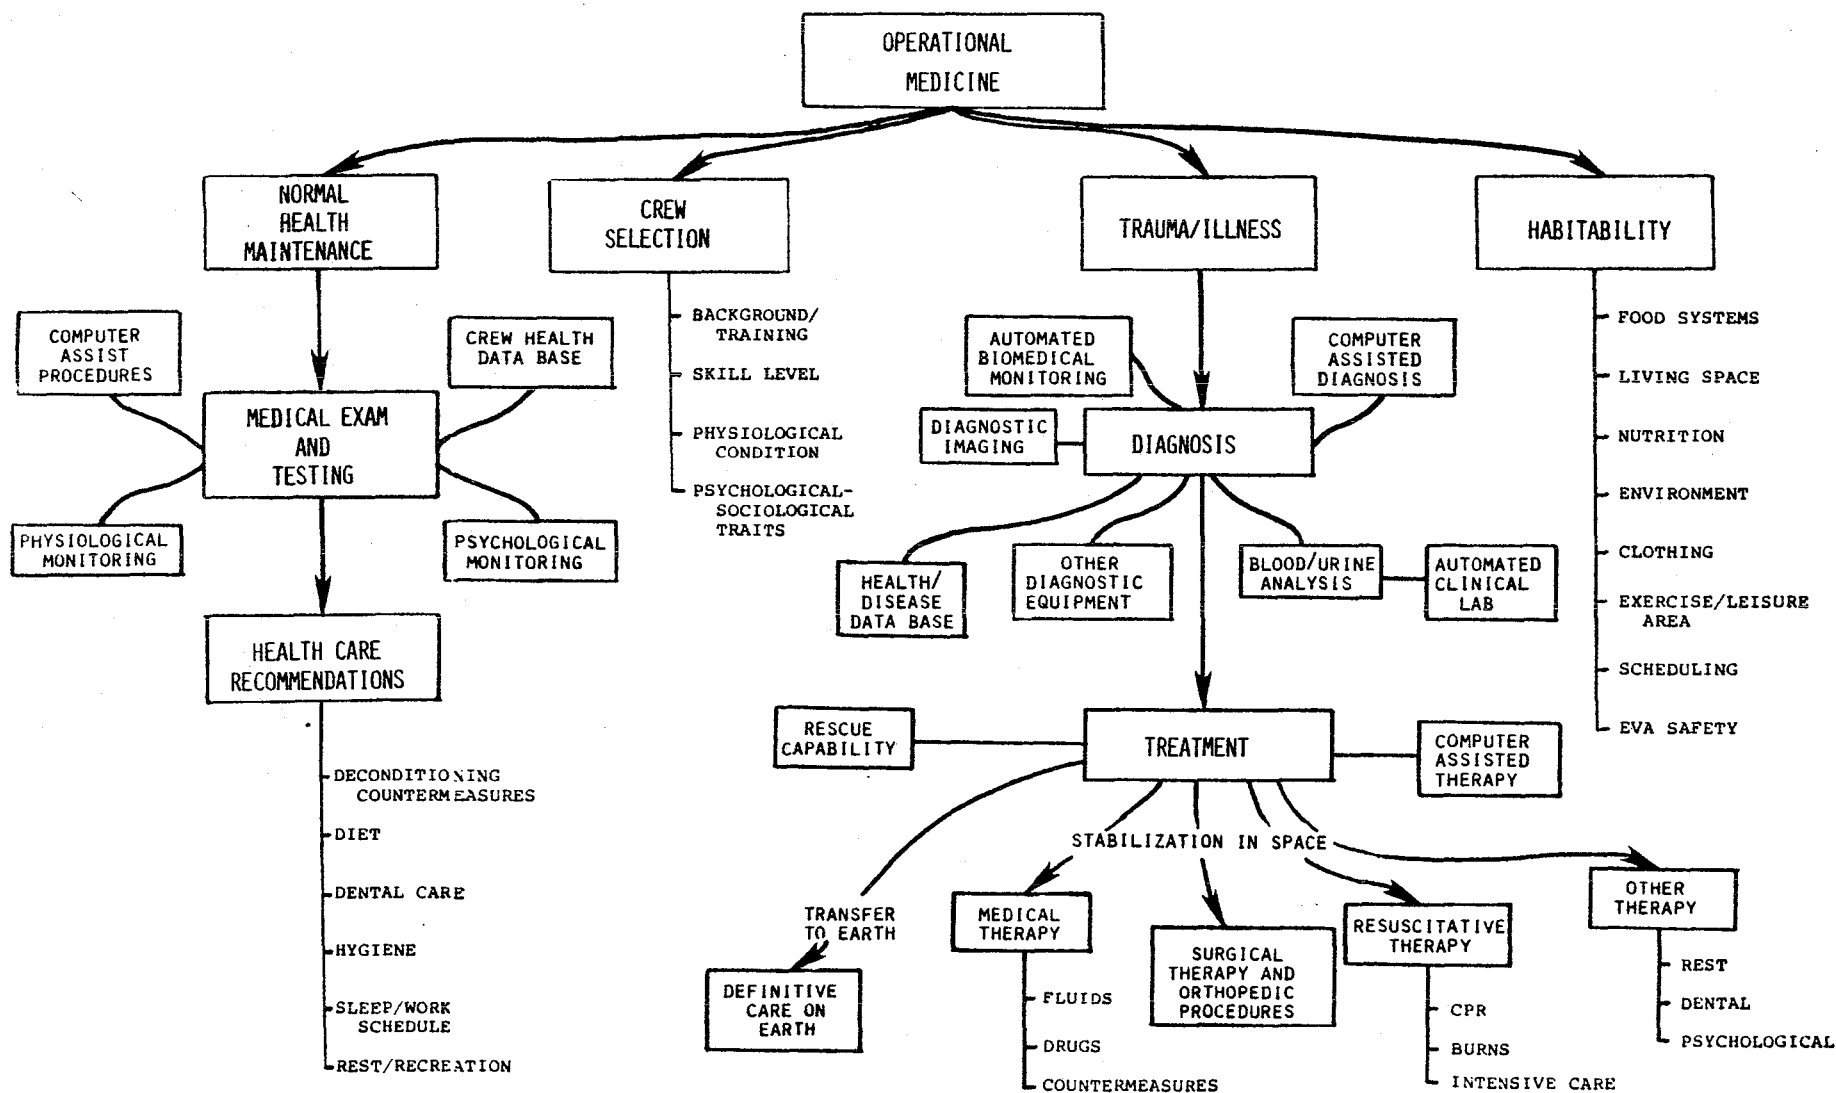 OPERATIONAL
MEDICINE
NORMAL
HEALTH
MAINTENANCE
CREW
SELECTION
TRAUMA/ILLNESS
HABITABILITY
COMPUTER
ASSIST
PROCEDURES
CREW HEALTH
DATA BASE
MEDICAL EXAM
AND
TESTING
PHYSIOLOGICAL
MONITORING
PSYCHOLOGICAL
MONITORING
HEALTH CARE
RECOMMENDATIONS
DECONDITIONING
COUNTERMEASURES
DIET
DENTAL CARE
HYGIENE
SLEEP/WORK
SCHEDULE
REST/RECREATION
BACKGROUND/
TRAINING
SKILL LEVEL
PHYSIOLOGICAL
CONDITION
PSYCHOLOGICAL-
SOCIOLOGICAL
TRAITS
AUTOMATED
BIOMEDICAL
MONITORING
COMPUTER
ASSISTED
DIAGNOSIS
DIAGNOSTIC
IMAGING
DIAGNOSIS
HEALTH/
DISEASE
DATA BASE
OTHER
DIAGNOSTIC
EQUIPMENT
BLOOD/URINE
ANALYSIS
AUTOMATED
CLINICAL
LAB
RESCUE
CAPABILITY
TREATMENT
COMPUTER
ASSISTED
THERAPY
STABILIZATION IN SPACE
TRANSFER
TO EARTH
DEFINITIVE
CARE ON
EARTH
MEDICAL
THERAPY
FLUIDS
DRUGS
COUNTERMEASURES
SURGICAL
THERAPY AND
ORTHOPEDIC
PROCEDURES
RESUSCITATIVE
THERAPY
CPR
BURNS
INTENSIVE CARE
OTHER
THERAPY
REST
DENTAL
PSYCHOLOGICAL
FOOD SYSTEMS
LIVING SPACE
NUTRITION
ENVIRONMENT
CLOTHING
EXERCISE/LEISURE
AREA
SCHEDULING
EVA SAFETY